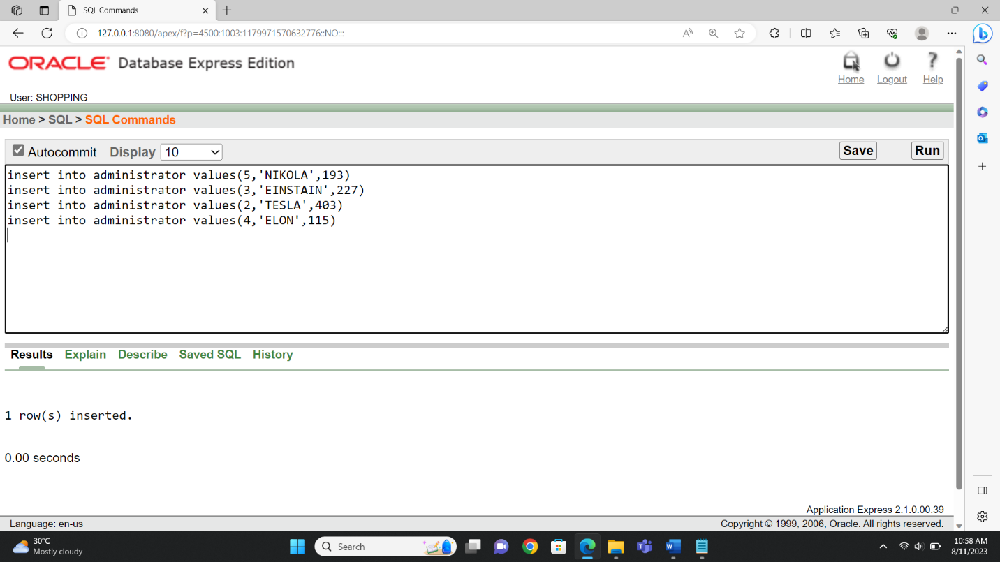 SQL Commands
127.0.0.1:8080/apex/f?p=4500:1003:1179971570632776::NO:::
ORACLE Database Express Edition
Home Logout Help
User: SHOPPING
Home > SQL > SQL Commands
Autocommit Display 10 Save Run
insert into administrator values(5,'NIKOLA',193)
insert into administrator values(3,'EINSTAIN',227)
insert into administrator values(2,'TESLA',403)
insert into administrator values(4,'ELON',115)
Results Explain Describe Saved SQL History
1 row(s) inserted.
0.00 seconds
Application Express 2.1.0.00.39
Language: en-us Copyright © 1999, 2006, Oracle. All rights reserved.
30°C
Mostly cloudy
Search
10:58 AM
8/11/2023